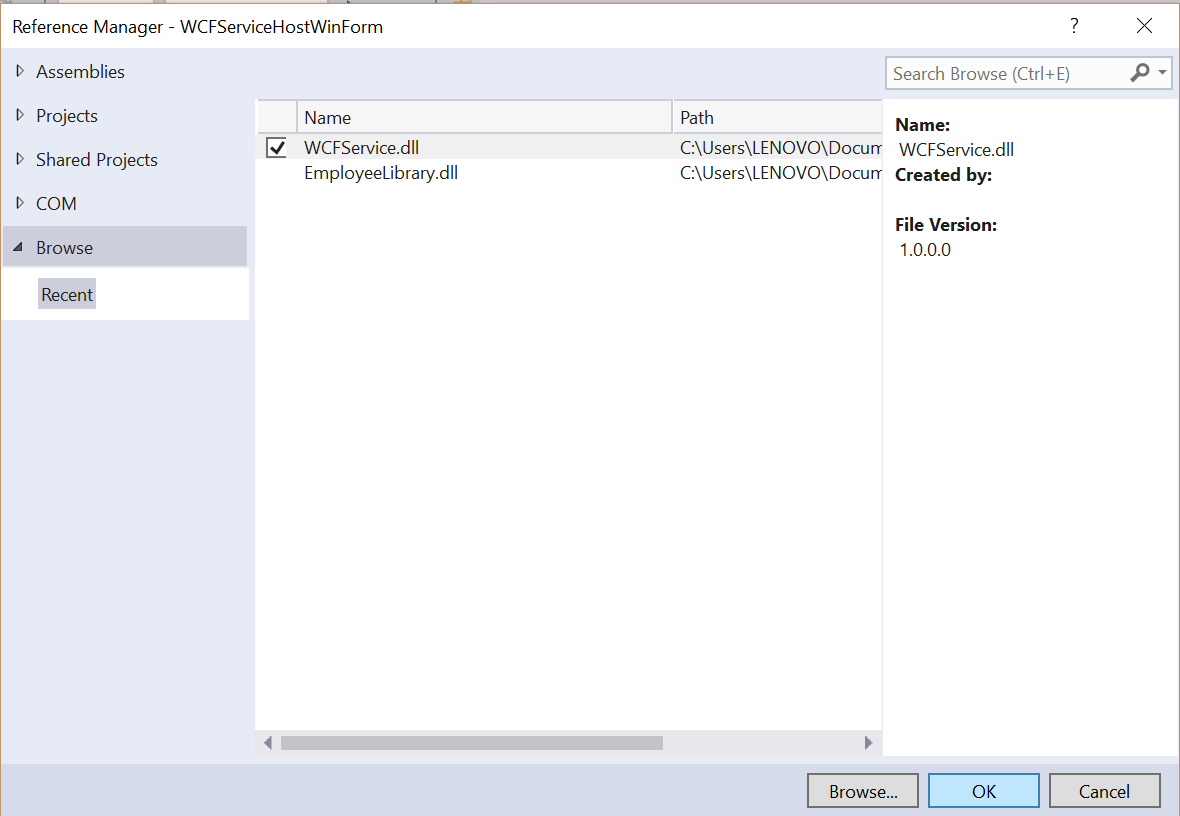 Reference Manager - WCFServiceHostWinForm
?
Assemblies
Search Browse (Ctrl+E)
Projects
Shared Projects
COM
Browse
Recent
Name Path
WCFService.dll C:\Users\LENOVO\Docum
EmployeeLibrary.dll C:\Users\LENOVO\Docum
Name:
WCFService.dll
Created by:
File Version:
1.0.0.0
Browse... OK Cancel